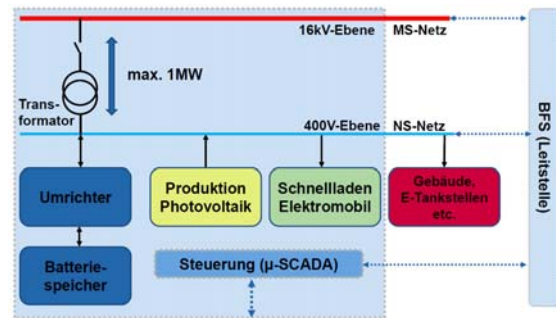 16kV-Ebene MS-Netz
max. 1MW
Trans-
formator
400V-Ebene NS-Netz
Umrichter
Produktion
Photovoltaik
Schnellladen
Elektromobil
Gebäude,
E-Tankstellen
etc.
Batterie-
speicher
Steuerung (µ-SCADA)
BFS (Leitstelle)